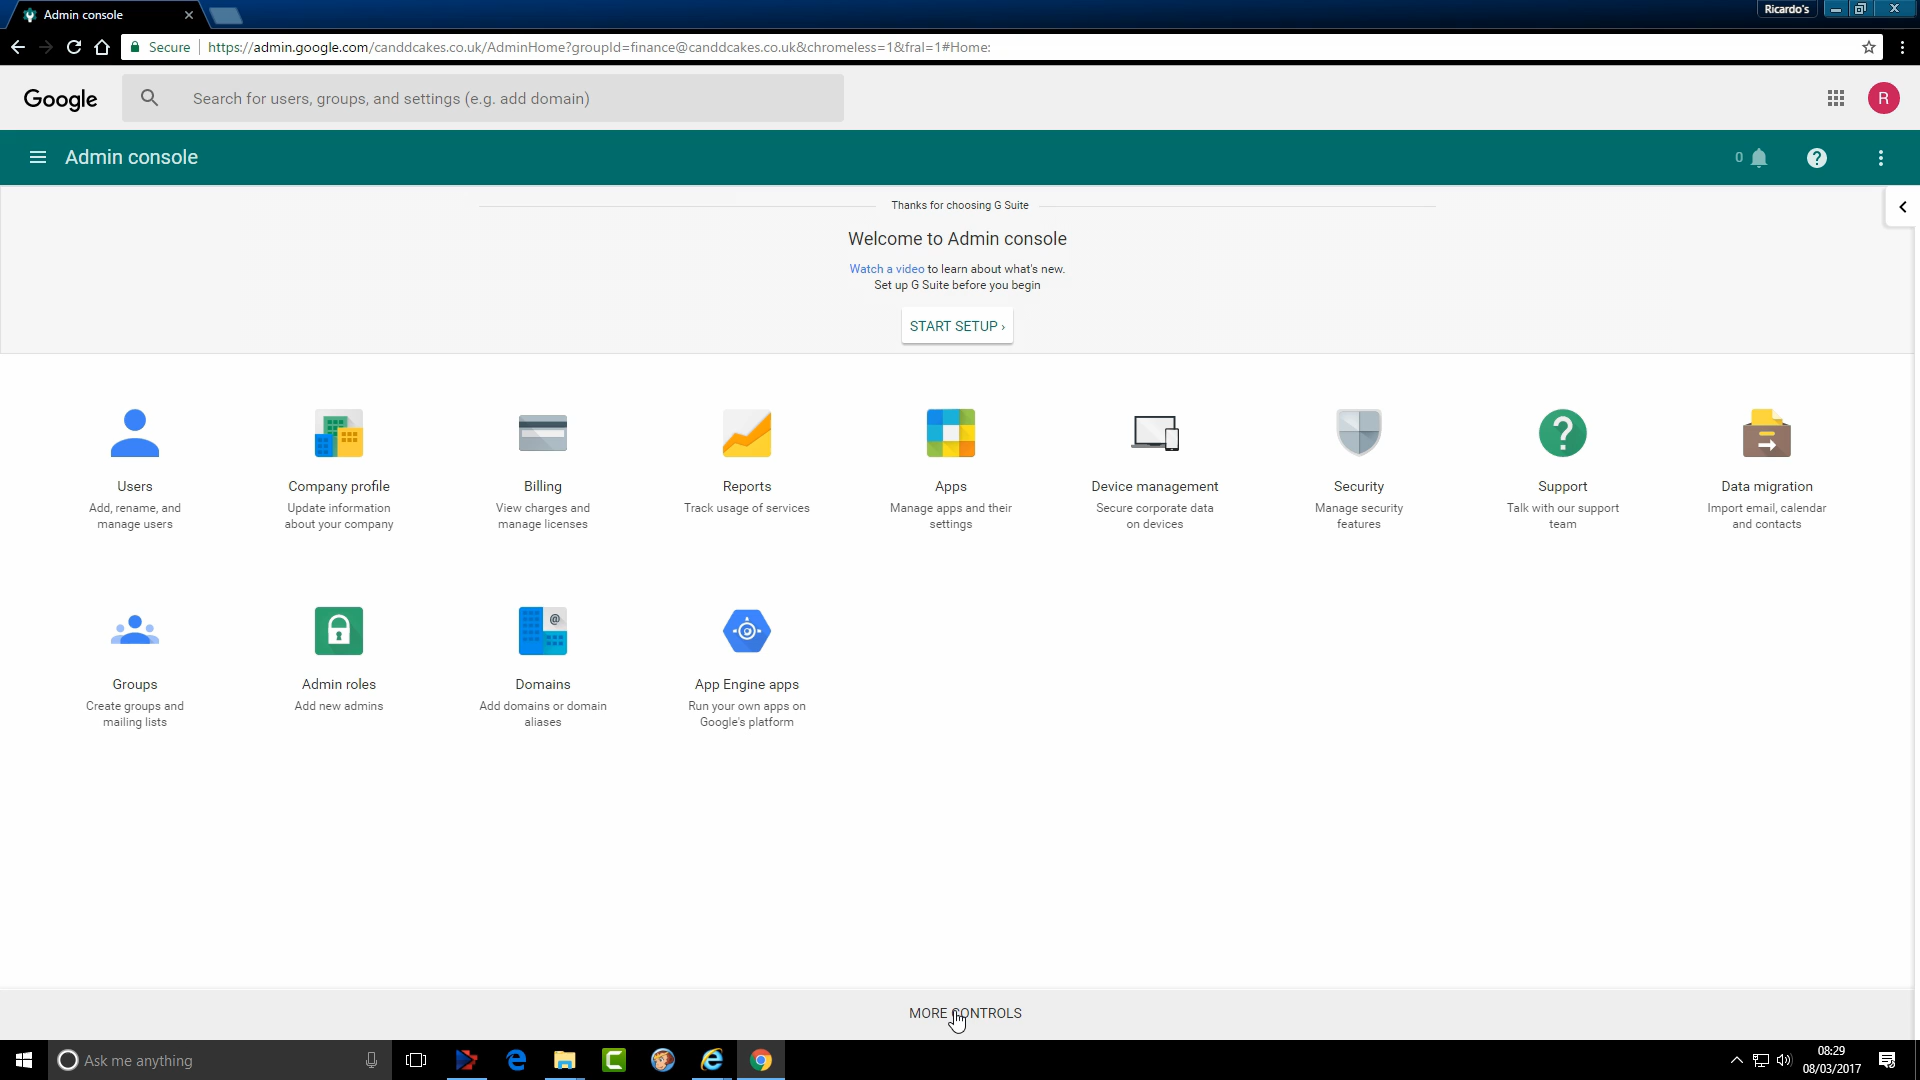 Admin console
Ricardo's
Secure
https://admin.google.com/canddcakes.co.uk/AdminHome?groupId=finance@canddcakes.co.uk&chromeless=1&fral=1#Home:
Google
Search for users, groups, and settings (e.g. add domain)
R
Admin console
0
Thanks for choosing G Suite
Welcome to Admin console
Watch a video to learn about what's new.
Set up G Suite before you begin
START SETUP ›
Users
Add, rename, and
manage users
Company profile
Update information
about your company
Billing
View charges and
manage licenses
Reports
Track usage of services
Apps
Manage apps and their
settings
Device management
Secure corporate data
on devices
Security
Manage security
features
Support
Talk with our support
team
Data migration
Import email, calendar
and contacts
Groups
Create groups and
mailing lists
Admin roles
Add new admins
Domains
Add domains or domain
aliases
App Engine apps
Run your own apps on
Google's platform
MORE CONTROLS
Ask me anything
08:29
08/03/2017